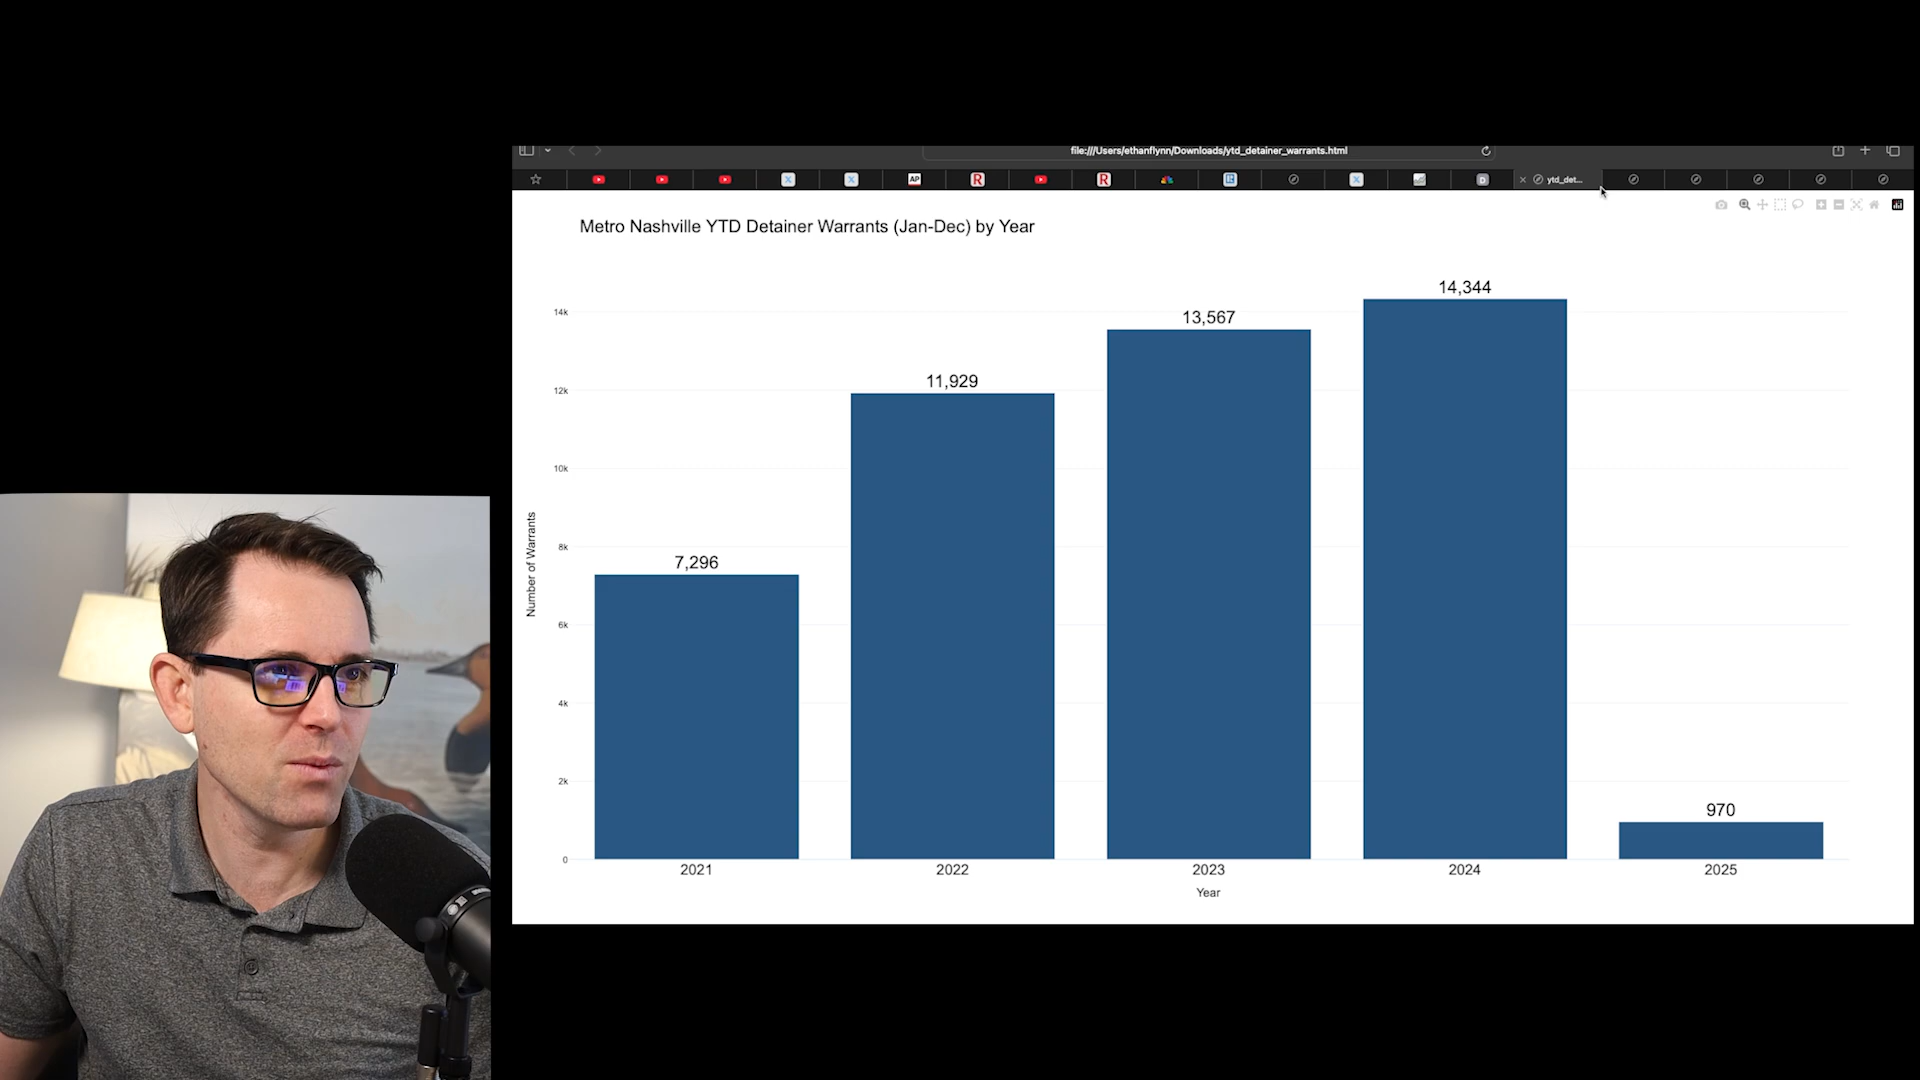 file:///Users/ethanflynn/Downloads/ytd_detainer_warrants.html
AP
R
R
D
ytd_det...
Metro Nashville YTD Detainer Warrants (Jan-Dec) by Year
14,344
14k
13,567
12k
11,929
10k
Number of Warrants
8k
7,296
6k
4k
2k
970
0
2021
2022
2023
2024
2025
Year